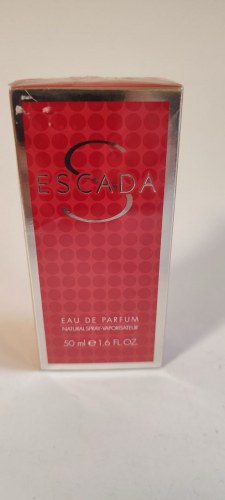 S
ESCADA
EAU DE PARFUM
NATURAL SPRAY-VAPORISATEUR
50 ml e 1.6 FL.OZ.